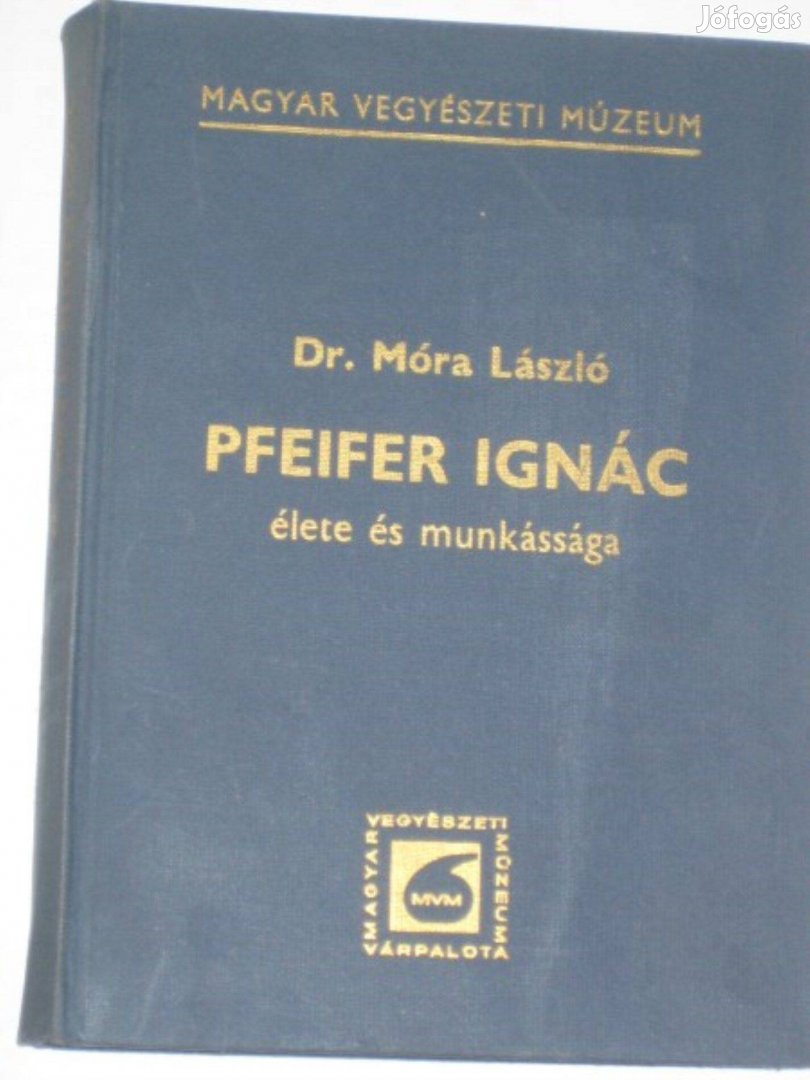 Jófogás
MAGYAR VEGYÉSZETI MÚZEUM
Dr. Móra László
PFEIFER IGNÁC
élete és munkássága
MAGYAR
VEGYÉSZETI
MÚZEUM
MVM
VÁRPALOTA